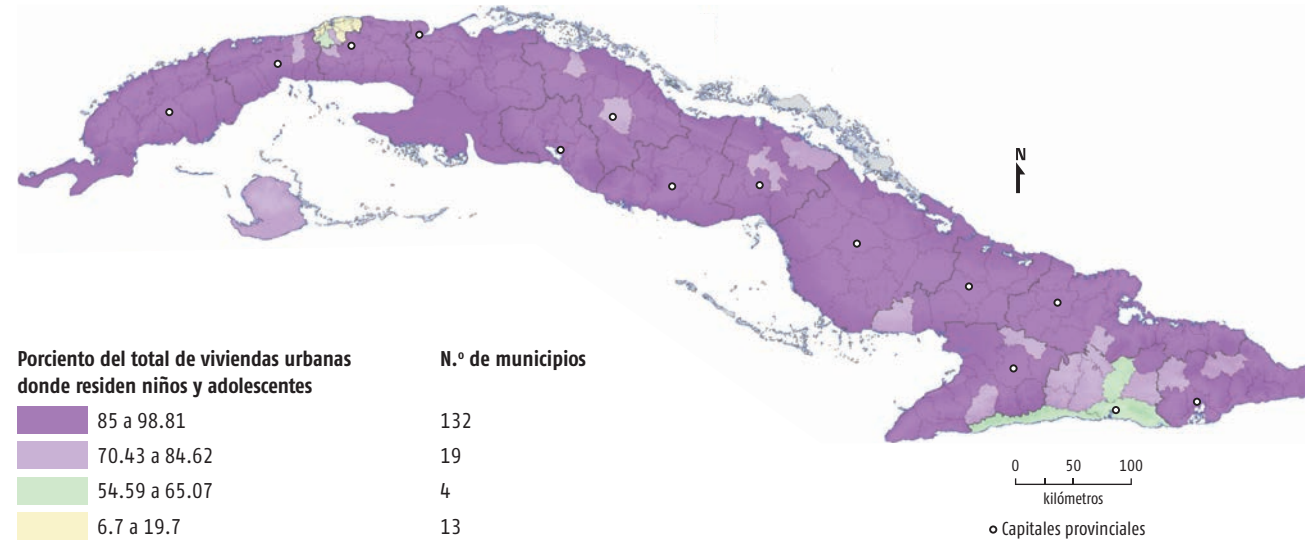 N
Porciento del total de viviendas urbanas
donde residen niños y adolescentes
N.º de municipios
85 a 98.81 132
70.43 a 84.62 19
54.59 a 65.07 4
6.7 a 19.7 13
0 50 100
kilómetros
Capitales provinciales